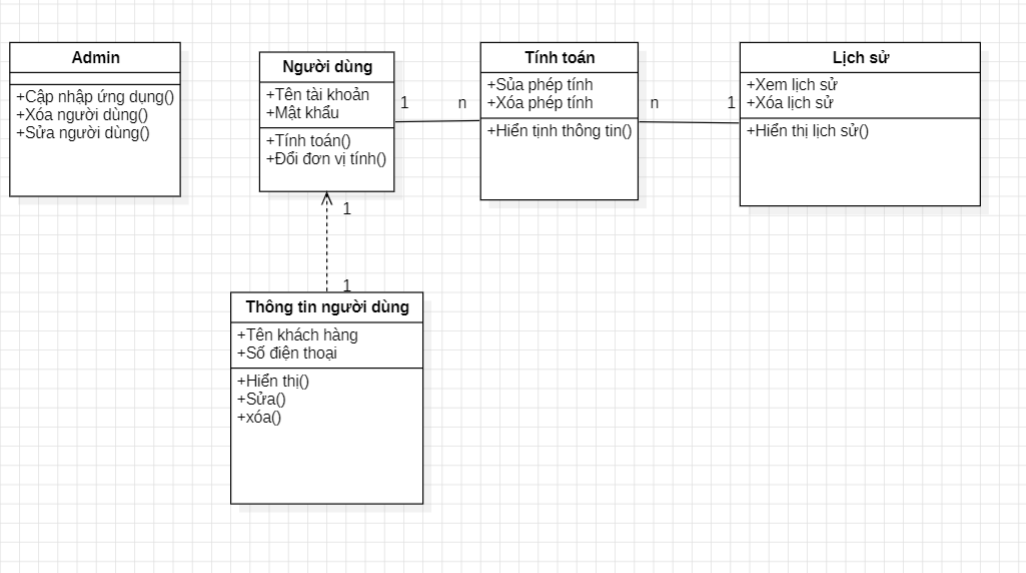 Admin
+Cập nhập ứng dụng()
+Xóa người dùng()
+Sửa người dùng()
Người dùng
+Tên tài khoản
+Mật khẩu
+Tính toán()
+Đổi đơn vị tính()
1
n
Tính toán
+Sủa phép tính
+Xóa phép tính
+Hiển tịnh thông tin()
n
1
Lịch sử
+Xem lịch sử
+Xóa lịch sử
+Hiển thị lịch sử()
1
1
Thông tin người dùng
+Tên khách hàng
+Số điện thoại
+Hiển thị()
+Sửa()
+xóa()